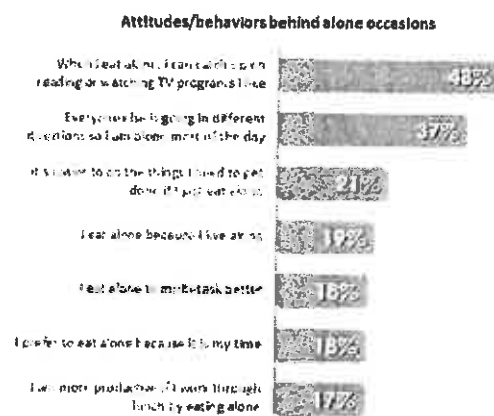 Attitudes/behaviors behind alone occasions
When I eat alone, I can catch up on
reading or watching TV programs I like
48%
Everyone else is going in different
directions so I am alone most of the day
37%
it's easier to do the things I need to get
done if I just eat alone
21%
I eat alone because I live alone
19%
I eat alone to multi-task better
18%
I prefer to eat alone because it is my time
18%
I am more productive if I work through
lunch by eating alone
17%